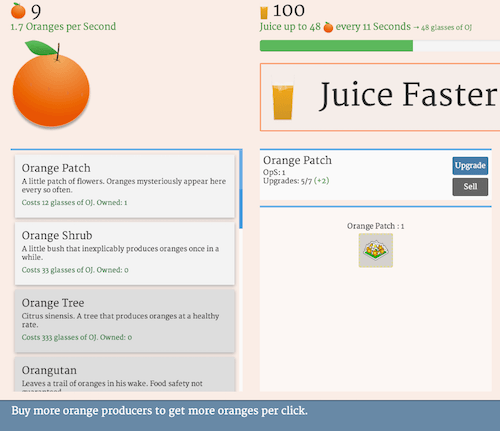 9
1.7 Oranges per Second
100
Juice up to 48 every 11 Seconds → 48 glasses of OJ
Juice Faster
Orange Patch
A little patch of flowers. Oranges mysteriously appear here
every so often.
Costs 12 glasses of OJ. Owned: 1
Orange Shrub
A little bush that inexplicably produces oranges once in a
while.
Costs 33 glasses of OJ. Owned: 0
Orange Tree
Citrus sinensis. A tree that produces oranges at a healthy
rate.
Costs 333 glasses of OJ. Owned: 0
Orangutan
Leaves a trail of oranges in his wake. Food safety not
Orange Patch
OpS: 1
Upgrades: 5/7 (+2)
Upgrade
Sell
Orange Patch : 1
Buy more orange producers to get more oranges per click.